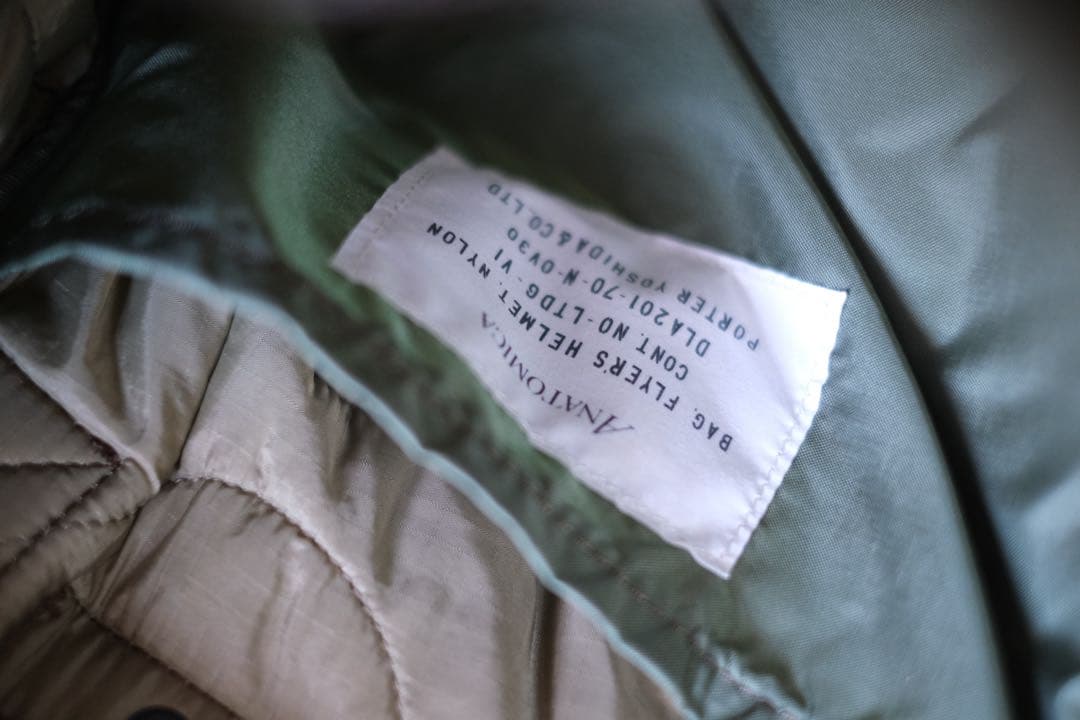 ANATOMICA
BAG, FLYER'S HELMET, NYLON
CONT. NO-LTD6-VI
DLA201-70-N-0V30
PORTER YOSHIDA & CO.LTD